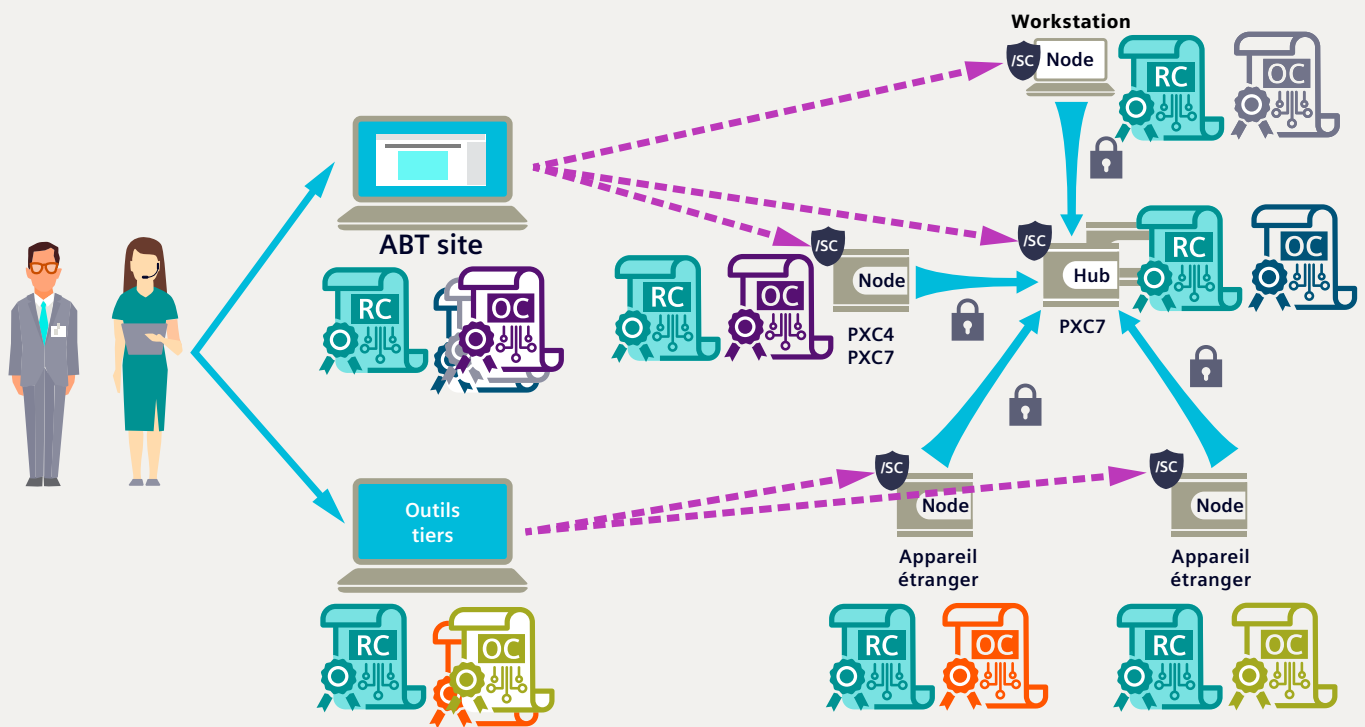 Workstation
/SC
Node
RC
OC
ABT site
/SC
/SC
RC
OC
Node
Hub
RC
OC
RC
OC
PXC4
PXC7
PXC7
Outils
tiers
/SC
Node
/SC
Node
Appareil
étranger
Appareil
étranger
RC
OC
RC
OC
RC
OC